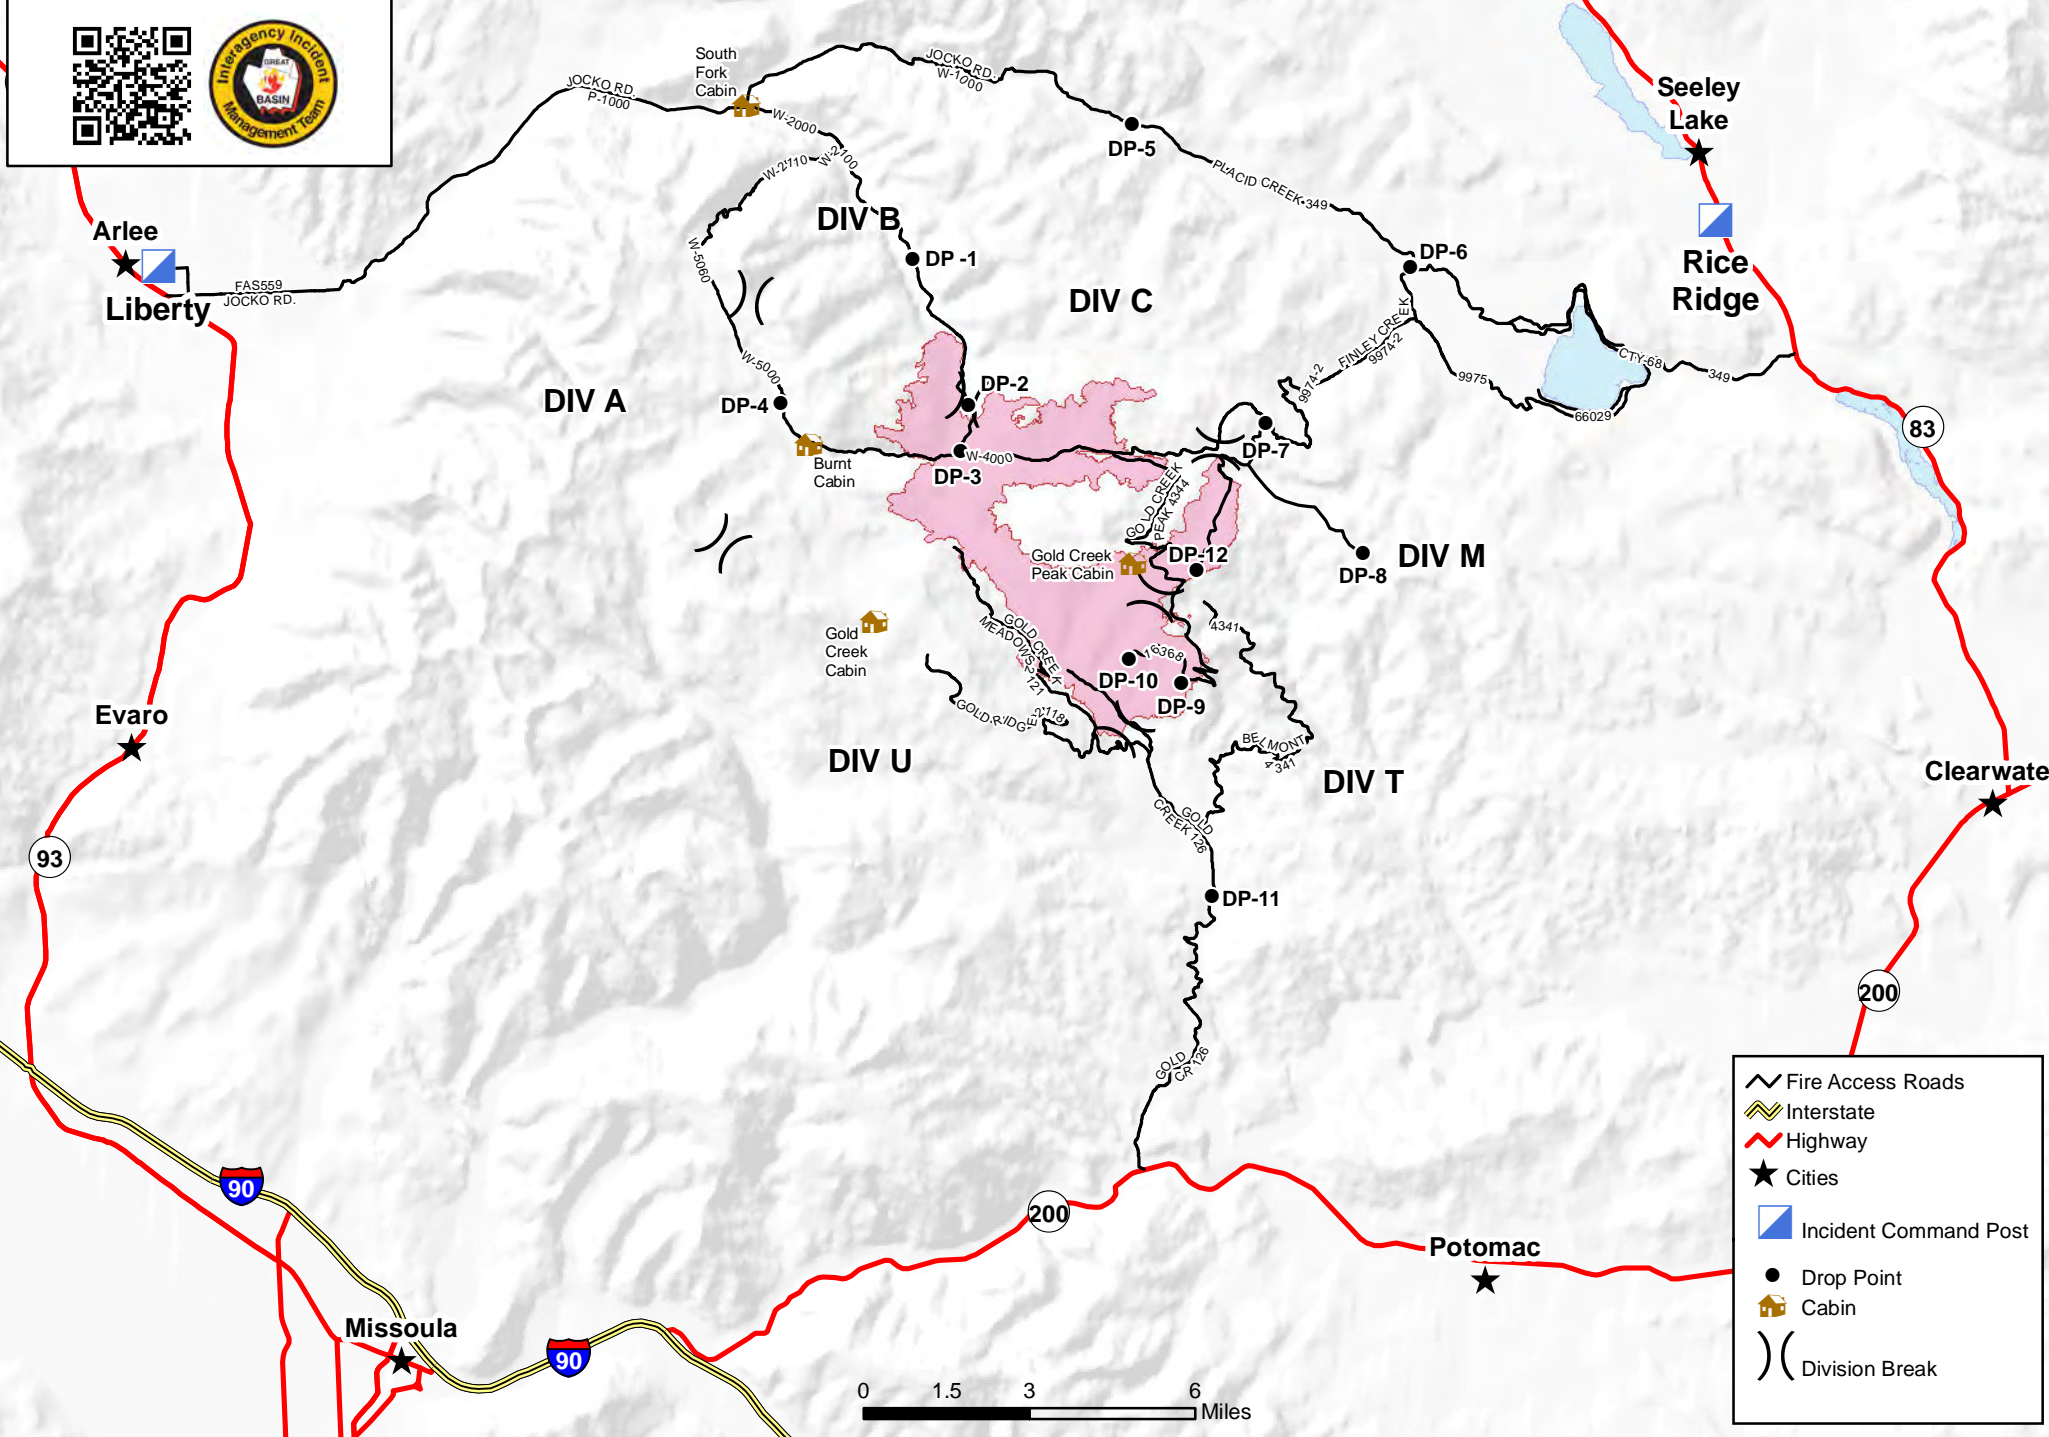 Interagency Incident
GREAT
BASIN
Management Team
South
Fork
Cabin
JOCKO RD.
W-1000
JOCKO RD.
P-1000
W-2000
W-2100
W-2110
DP-5
PLACID CREEK 349
Seeley
Lake
DIV B
Arlee
W-5060
DP -1
DP-6
Rice
Ridge
FAS559
JOCKO RD.
Liberty
DIV C
FINLEY CREEK
9974-2
W-5000
DP-2
9974-2
9975
CTY-68
349
DIV A
DP-4
66029
83
DP-7
W-4000
DP-3
Burnt
Cabin
GOLD CREEK
PEAK 4344
Gold Creek
Peak Cabin
DP-12
DIV M
DP-8
Gold
Creek
Cabin
GOLD CREEK
MEADOWS 2121
4341
16368
DP-10
DP-9
GOLD RIDGE 2118
Evaro
BELMONT
4341
DIV U
DIV T
Clearwate
GOLD
CREEK 126
93
DP-11
200
GOLD
CR 126
Fire Access Roads
Interstate
Highway
Cities
Incident Command Post
Drop Point
Cabin
Division Break
90
200
Potomac
Missoula
90
0 1.5 3 6
Miles